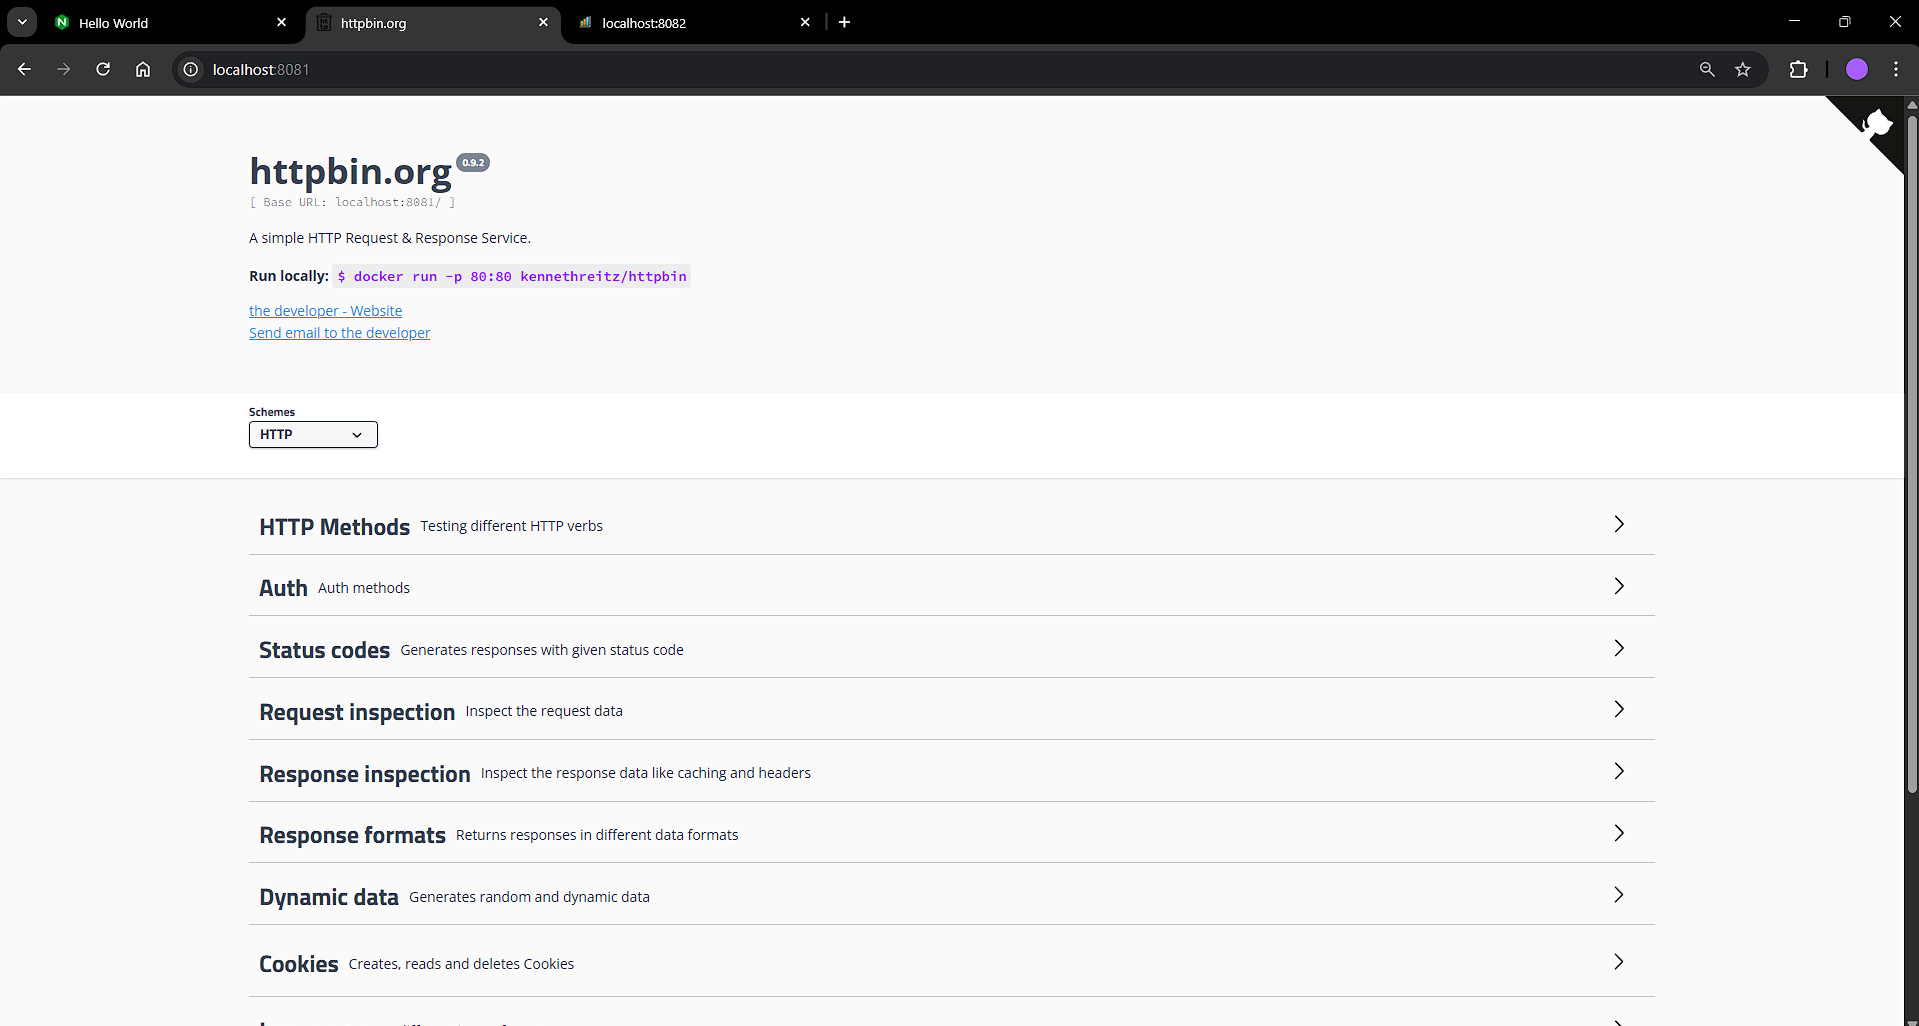 Hello World
httpbin.org
localhost:8082
localhost:8081
httpbin.org 0.9.2
[ Base URL: localhost:8081/ ]
A simple HTTP Request & Response Service.
Run locally: $ docker run -p 80:80 kennethreitz/httpbin
the developer - Website
Send email to the developer
Schemes
HTTP
HTTP Methods Testing different HTTP verbs
Auth Auth methods
Status codes Generates responses with given status code
Request inspection Inspect the request data
Response inspection Inspect the response data like caching and headers
Response formats Returns responses in different data formats
Dynamic data Generates random and dynamic data
Cookies Creates, reads and deletes Cookies